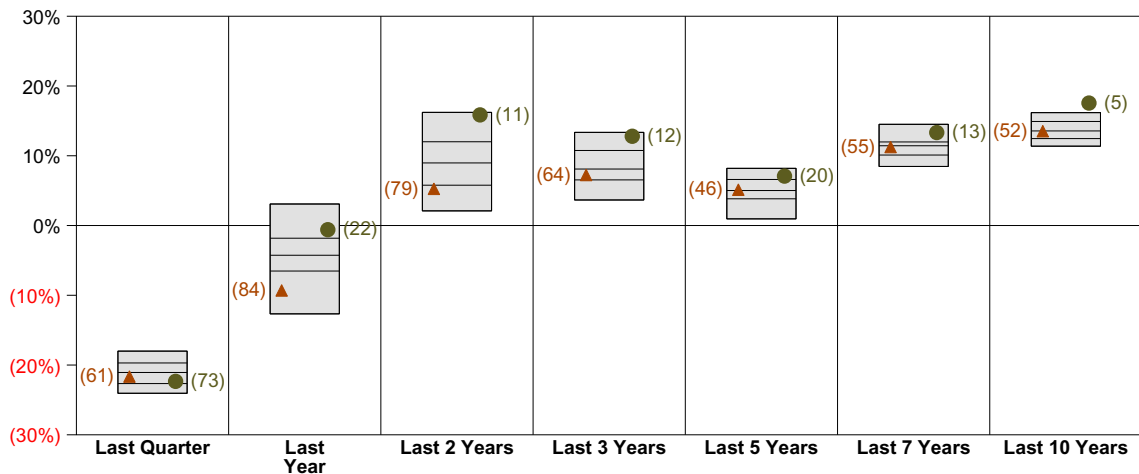 30%
20%
10%
0%
(10%)
(20%)
(30%)
(61)
(73)
(84)
(22)
(79)
(11)
(64)
(12)
(46)
(20)
(55)
(13)
(52)
(5)
Last Quarter
Last
Year
Last 2 Years
Last 3 Years
Last 5 Years
Last 7 Years
Last 10 Years